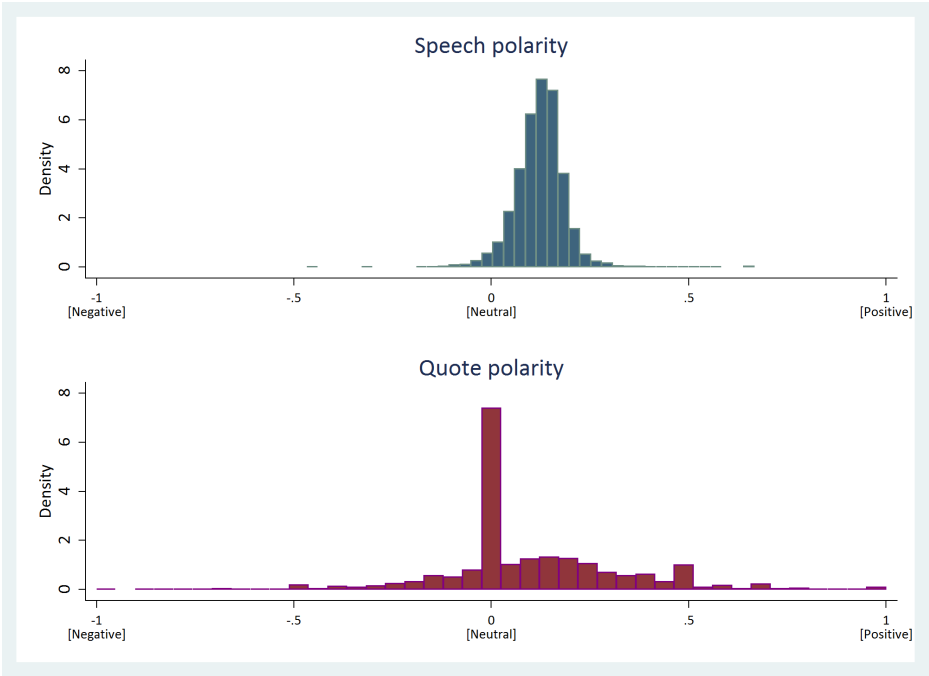 Speech polarity
8
6
4
2
0
Density
-1 -.5 0 .5 1
[Negative] [Neutral] [Positive]
Quote polarity
8
6
4
2
0
Density
-1 -.5 0 .5 1
[Negative] [Neutral] [Positive]